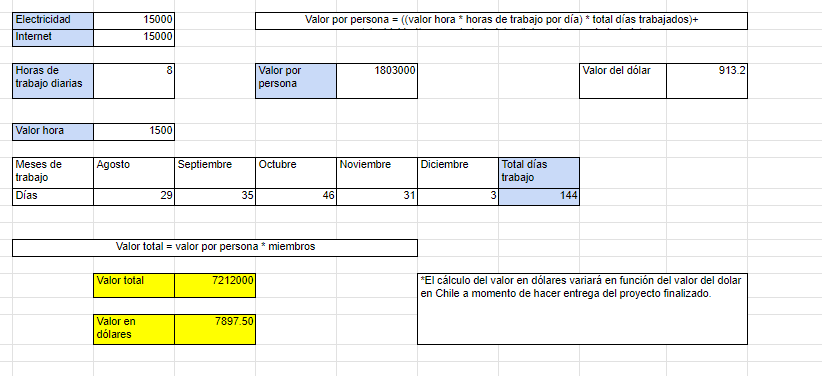 Electricidad 15000
Valor por persona = ((valor hora * horas de trabajo por día) * total días trabajados)+
Internet 15000
Horas de trabajo diarias 8
Valor por persona 1803000
Valor del dólar 913.2
Valor hora 1500
Meses de trabajo Agosto Septiembre Octubre Noviembre Diciembre Total días trabajo
Días 29 35 46 31 3 144
Valor total = valor por persona * miembros
Valor total 7212000
*El cálculo del valor en dólares variará en función del valor del dolar
en Chile a momento de hacer entrega del proyecto finalizado.
Valor en dólares 7897.50